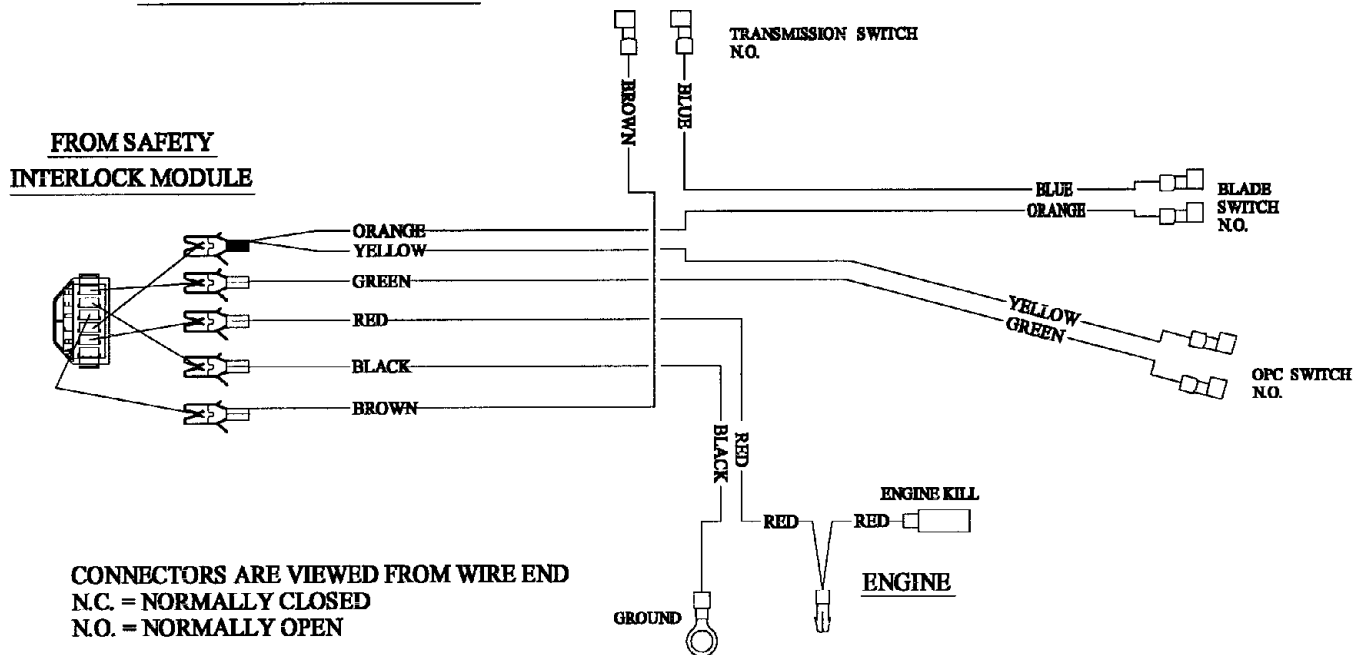 TRANSMISSION SWITCH
N.O.
BROWN
BLUE
FROM SAFETY
INTERLOCK MODULE
BLUE
ORANGE
BLADE
SWITCH
N.O.
ORANGE
YELLOW
GREEN
RED
BLACK
BROWN
YELLOW
GREEN
OPC SWITCH
N.O.
BLACK
RED
ENGINE KILL
RED
RED
ENGINE
GROUND
CONNECTORS ARE VIEWED FROM WIRE END
N.C. = NORMALLY CLOSED
N.O. = NORMALLY OPEN